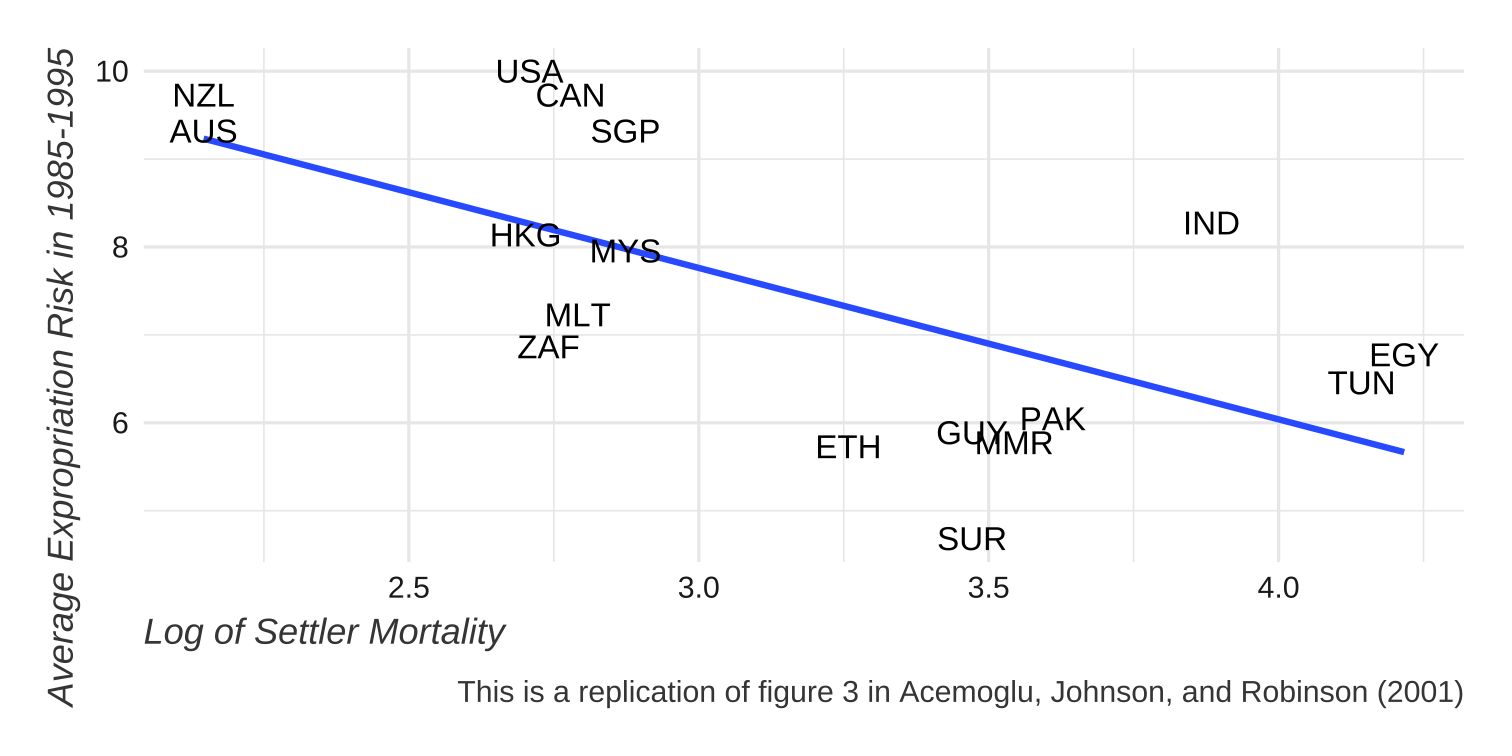 Average Expropriation Risk in 1985-1995
10
8
6
USA
NZL
CAN
AUS
SGP
HKG
MYS
IND
MLT
ZAF
EGY
TUN
PAK
GUY
MMR
ETH
SUR
2.5 3.0 3.5 4.0
Log of Settler Mortality
This is a replication of figure 3 in Acemoglu, Johnson, and Robinson (2001)